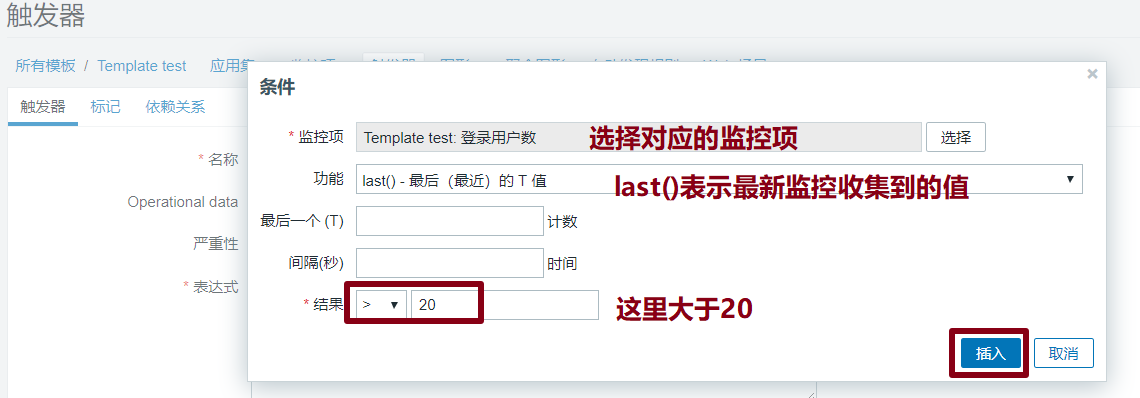 触发器
所有模板 / Template test 应用集
触发器 标记 依赖关系
* 名称
Operational data
严重性
* 表达式
条件 ×
* 监控项 Template test: 登录用户数 选择对应的监控项 选择
功能 last() - 最后（最近）的 T 值 last()表示最新监控收集到的值
最后一个 (T) 计数
间隔(秒) 时间
* 结果 > 20 这里大于20
插入 取消